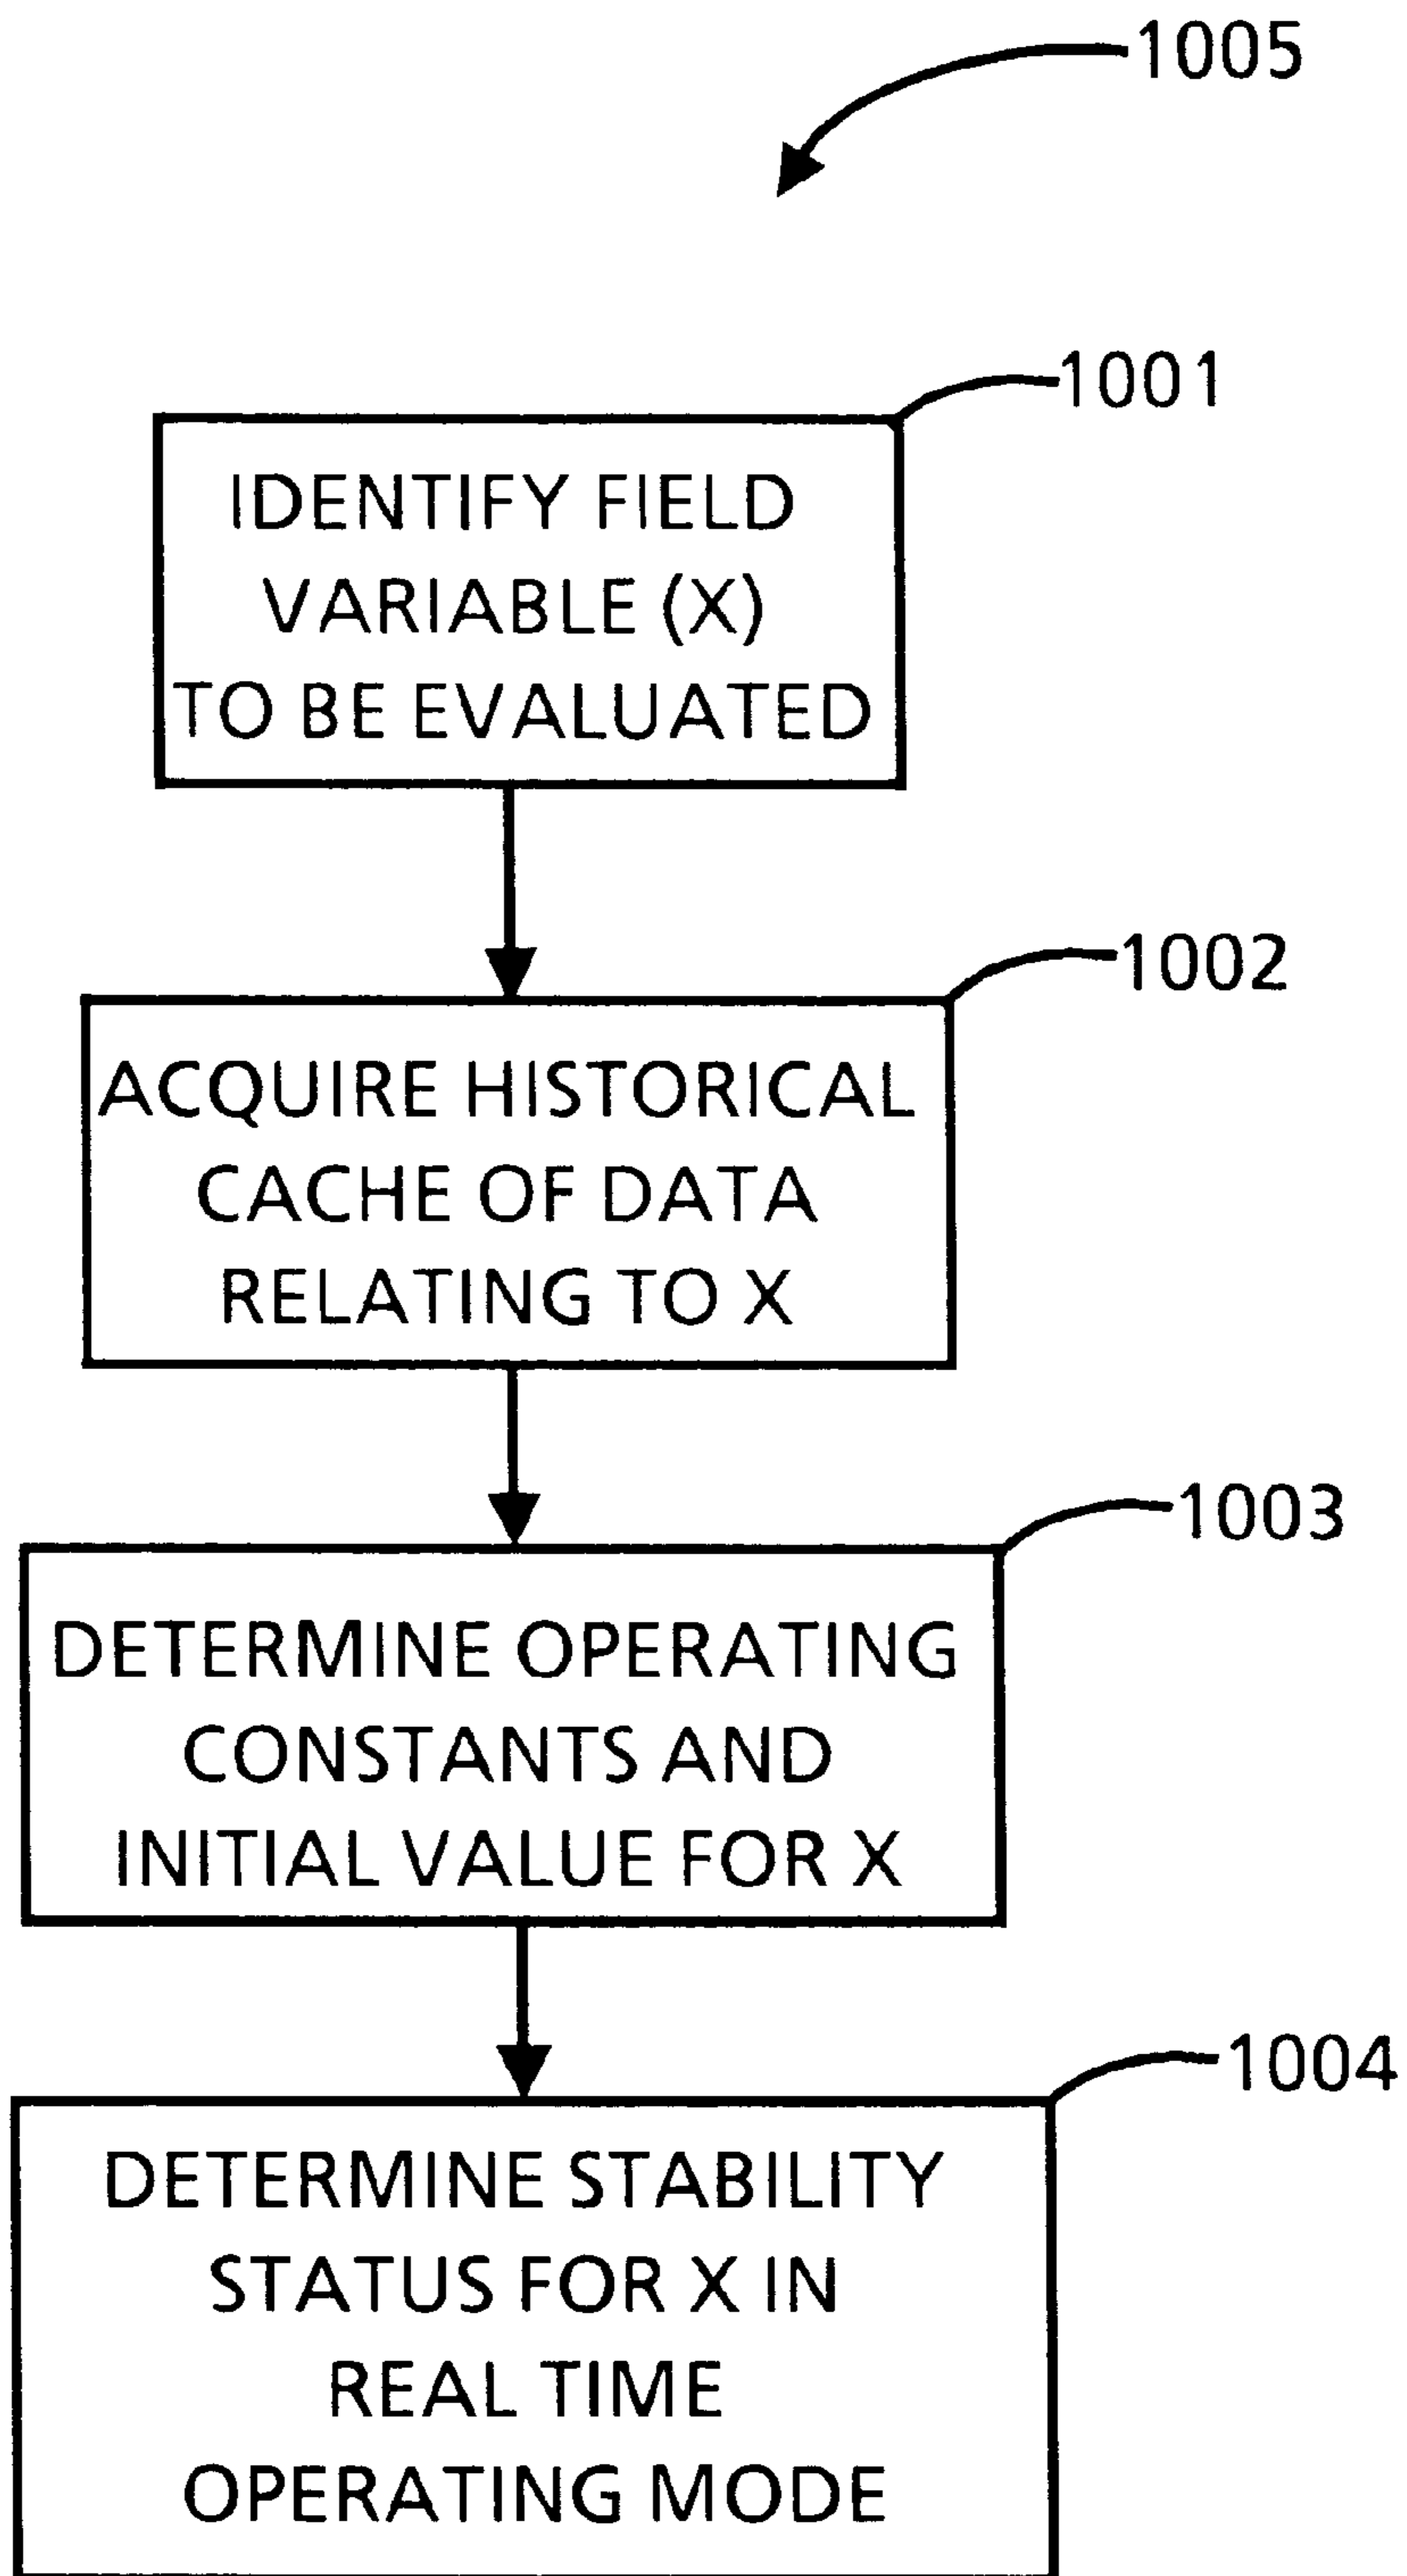 1005
1001
IDENTIFY FIELD
VARIABLE (X)
TO BE EVALUATED
1002
ACQUIRE HISTORICAL
CACHE OF DATA
RELATING TO X
1003
DETERMINE OPERATING
CONSTANTS AND
INITIAL VALUE FOR X
1004
DETERMINE STABILITY
STATUS FOR X IN
REAL TIME
OPERATING MODE